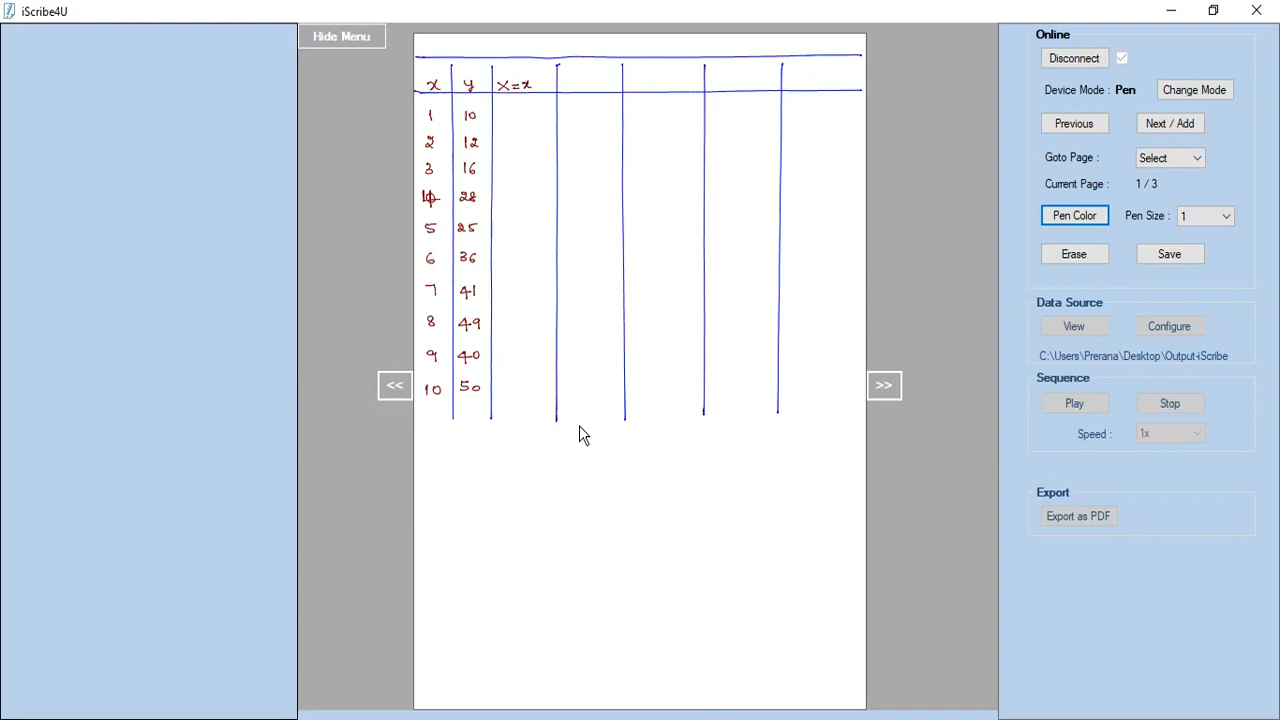 iScribe4U
Hide Menu
x y X=x
1 10
2 12
3 16
4 28
5 25
6 36
7 41
8 49
9 40
10 50
<<
>>
Online
Disconnect
Device Mode : Pen Change Mode
Previous Next / Add
Goto Page : Select
Current Page : 1 / 3
Pen Color Pen Size : 1
Erase Save
Data Source
View Configure
C:\Users\Prerana\Desktop\Output-iScribe
Sequence
Play Stop
Speed : 1x
Export
Export as PDF